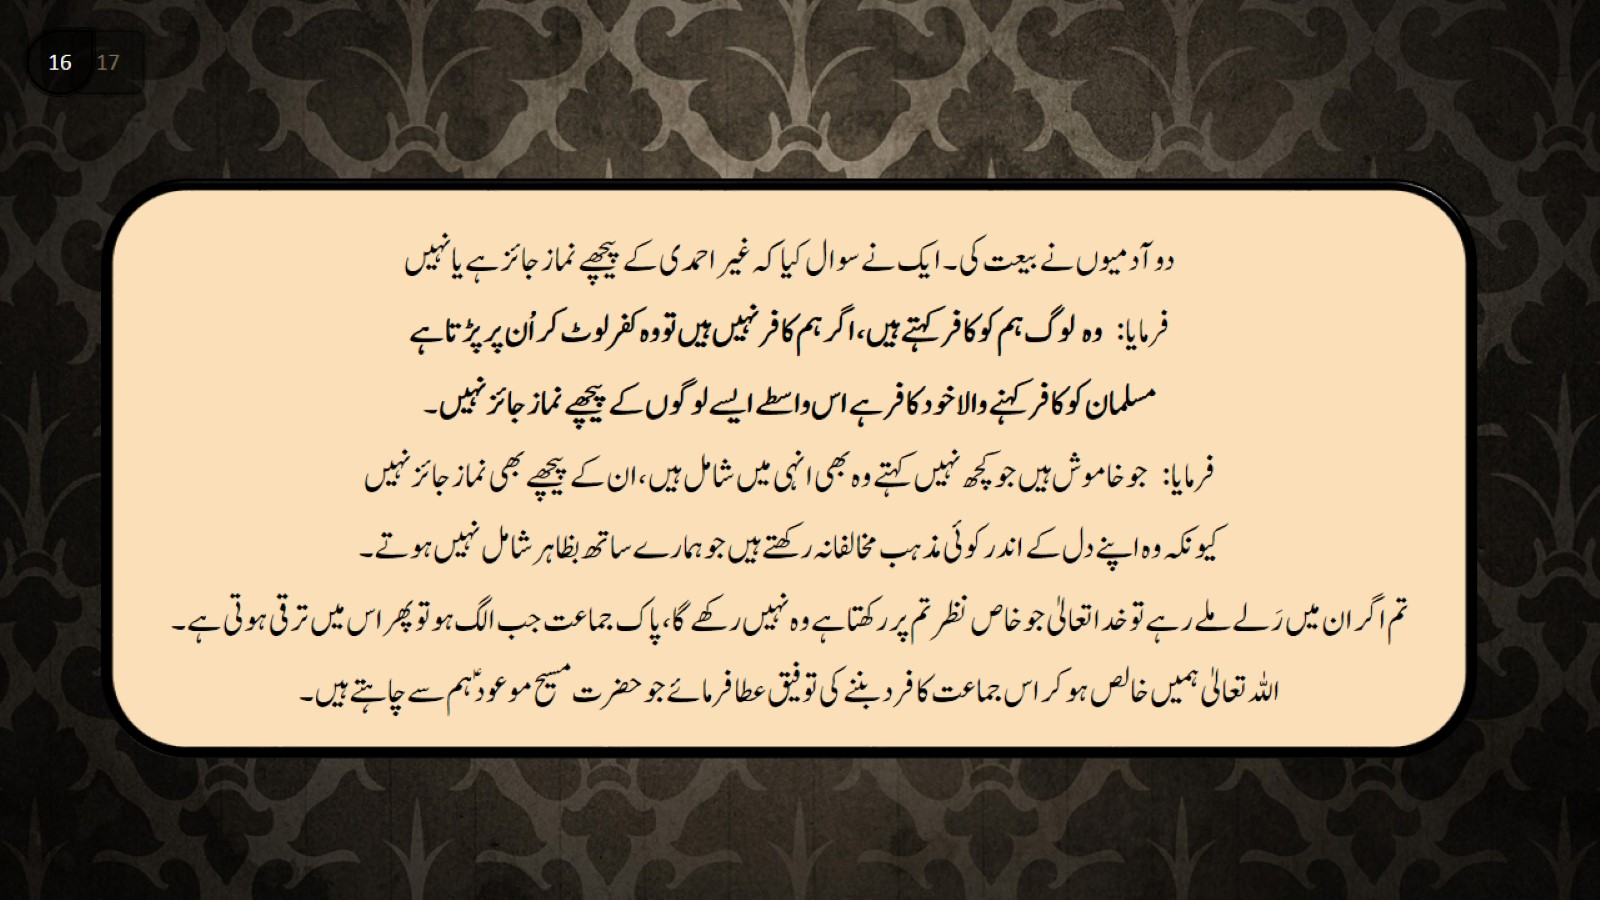 16 17
دو آدمیوں نے بیعت کی۔ ایک نے سوال کیا کہ غیر احمدی کے پیچھے نماز جائز ہے یا نہیں
فرمایا: وہ لوگ ہم کو کافر کہتے ہیں، اگر ہم کافر نہیں ہیں تو وہ کفر لوٹ کر اُن پر پڑتا ہے
مسلمان کو کافر کہنے والا خود کافر ہے اس واسطے ایسے لوگوں کے پیچھے نماز جائز نہیں۔
فرمایا: جو خاموش ہیں جو کچھ نہیں کہتے وہ بھی انہی میں شامل ہیں، ان کے پیچھے بھی نماز جائز نہیں
کیونکہ وہ اپنے دل کے اندر کوئی مذہب مخالفانہ رکھتے ہیں جو ہمارے ساتھ بظاہر شامل نہیں ہوتے۔
تم اگر ان میں رَلے ملے رہے تو خدا تعالیٰ جو خاص نظر تم پر رکھتا ہے وہ نہیں رکھے گا، پاک جماعت جب الگ ہو تو پھر اس میں ترقی ہوتی ہے۔
اللہ تعالیٰ ہمیں خالص ہو کر اس جماعت کا فرد بننے کی توفیق عطا فرمائے جو حضرت مسیح موعودؑ ہم سے چاہتے ہیں۔